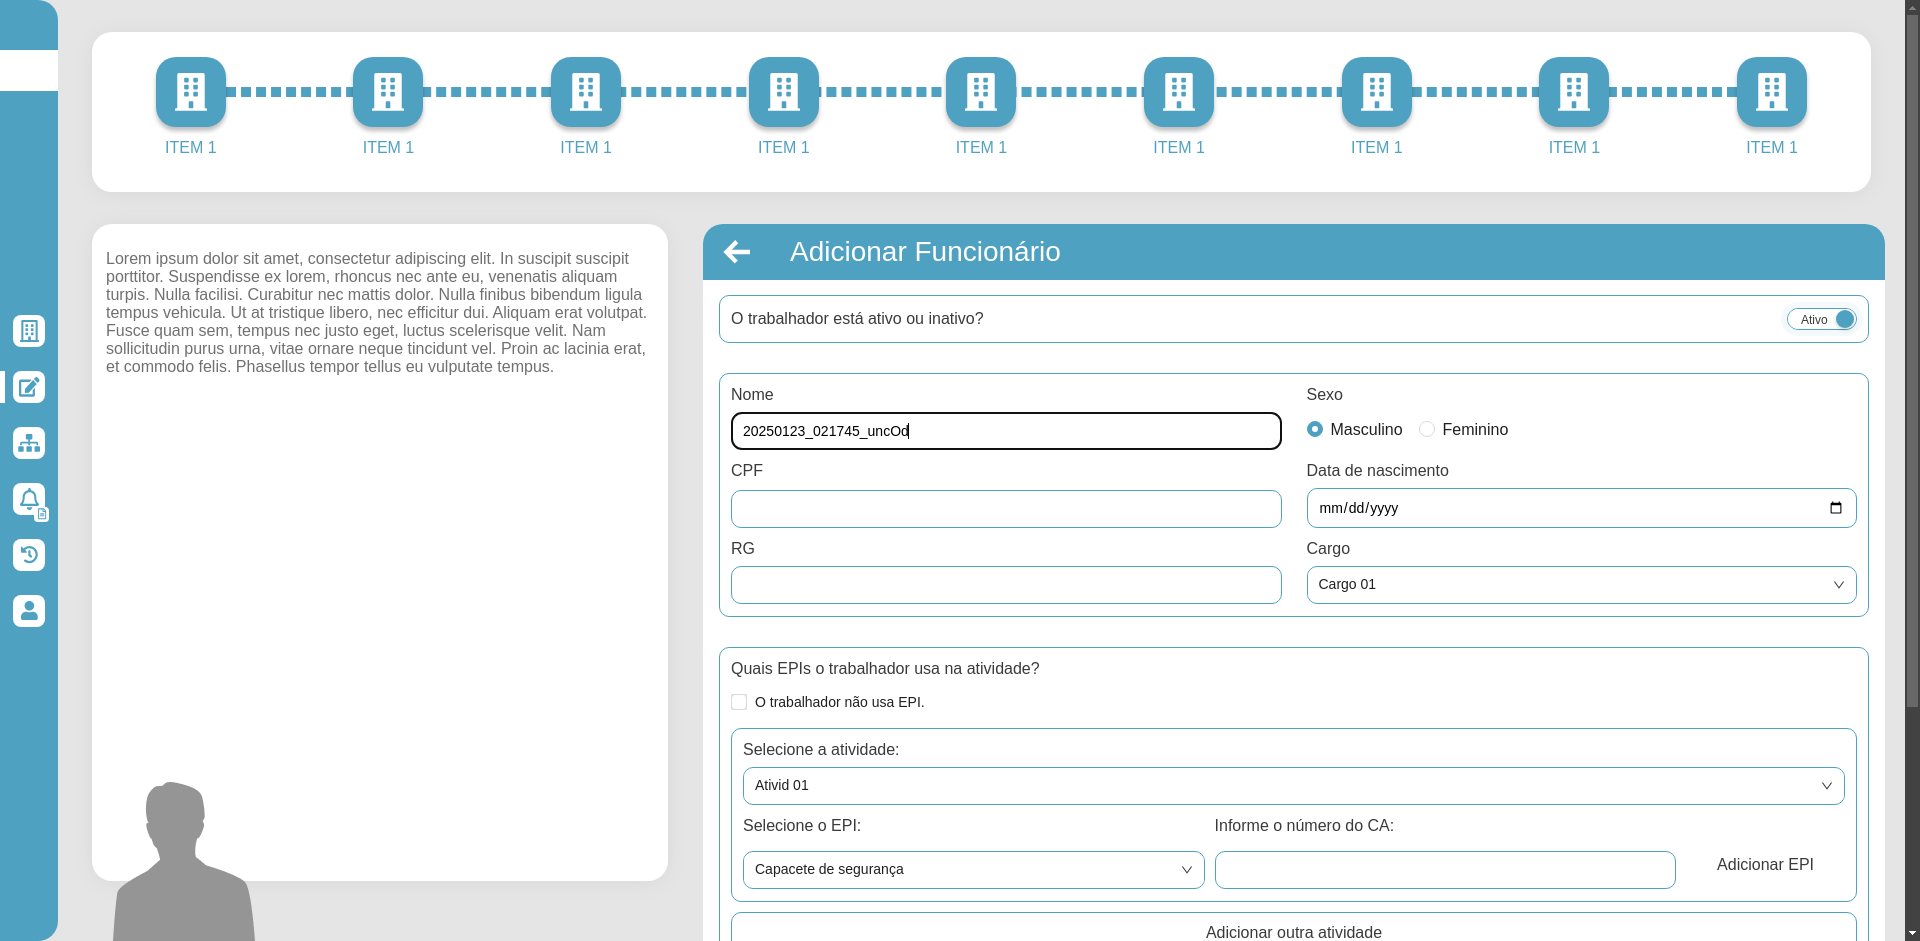 ITEM 1
ITEM 1
ITEM 1
ITEM 1
ITEM 1
ITEM 1
ITEM 1
ITEM 1
ITEM 1
Lorem ipsum dolor sit amet, consectetur adipiscing elit. In suscipit suscipit
porttitor. Suspendisse ex lorem, rhoncus nec ante eu, venenatis aliquam
turpis. Nulla facilisi. Curabitur nec mattis dolor. Nulla finibus bibendum ligula
tempus vehicula. Ut at tristique libero, nec efficitur dui. Aliquam erat volutpat.
Fusce quam sem, tempus nec justo eget, luctus scelerisque velit. Nam
sollicitudin purus urna, vitae ornare neque tincidunt vel. Proin ac lacinia erat,
et commodo felis. Phasellus tempor tellus eu vulputate tempus.
Adicionar Funcionário
O trabalhador está ativo ou inativo?
Ativo
Nome
20250123_021745_uncOd
Sexo
Masculino
Feminino
CPF
Data de nascimento
mm/dd/yyyy
RG
Cargo
Cargo 01
Quais EPIs o trabalhador usa na atividade?
O trabalhador não usa EPI.
Selecione a atividade:
Ativid 01
Selecione o EPI:
Capacete de segurança
Informe o número do CA:
Adicionar EPI
Adicionar outra atividade